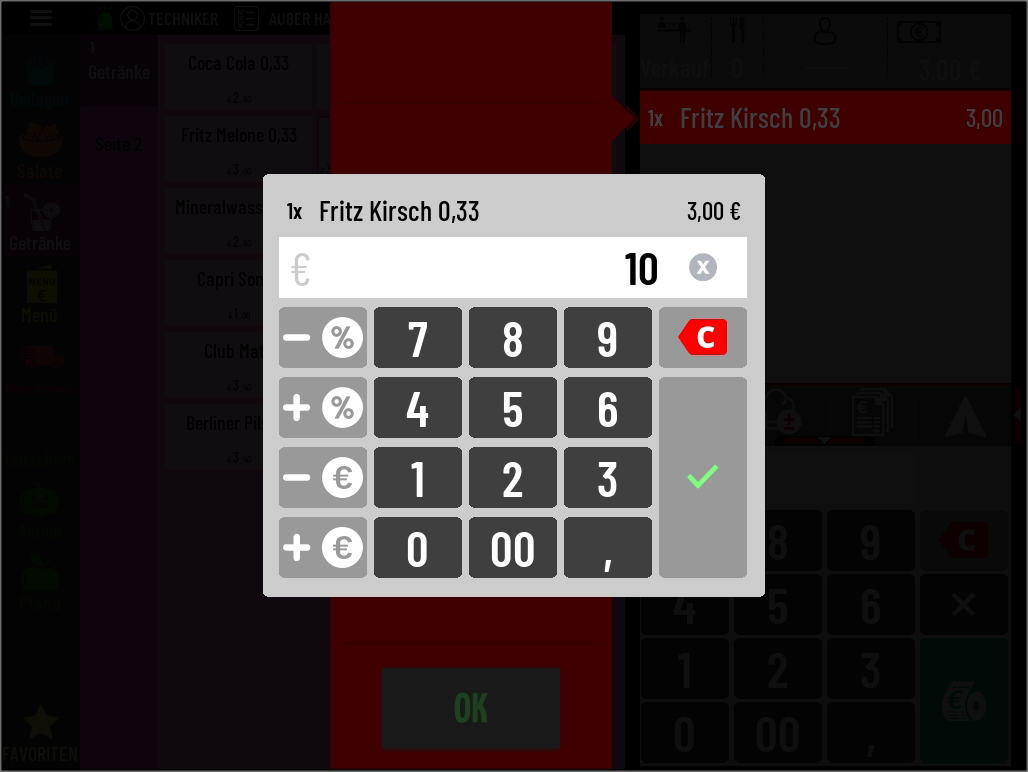 TECHNIKER
AUßER HA
1
Getränke
Seite 2
Coca Cola 0,33
Fritz Melone 0,33
Mineralwass
Capri Son
Club Mat
Berliner Pil
Salate
1
Getränke
MENÜ
€
Menü
FAVORITEN
Verkauf
0
3,00 €
1x Fritz Kirsch 0,33 3,00
1x Fritz Kirsch 0,33 3,00 €
€ 10 x
− % 7 8 9 C
+ % 4 5 6
− € 1 2 3
+ € 0 00 ,
OK
8 9 C
4 5 6 ×
1 2 3
0 00 ,